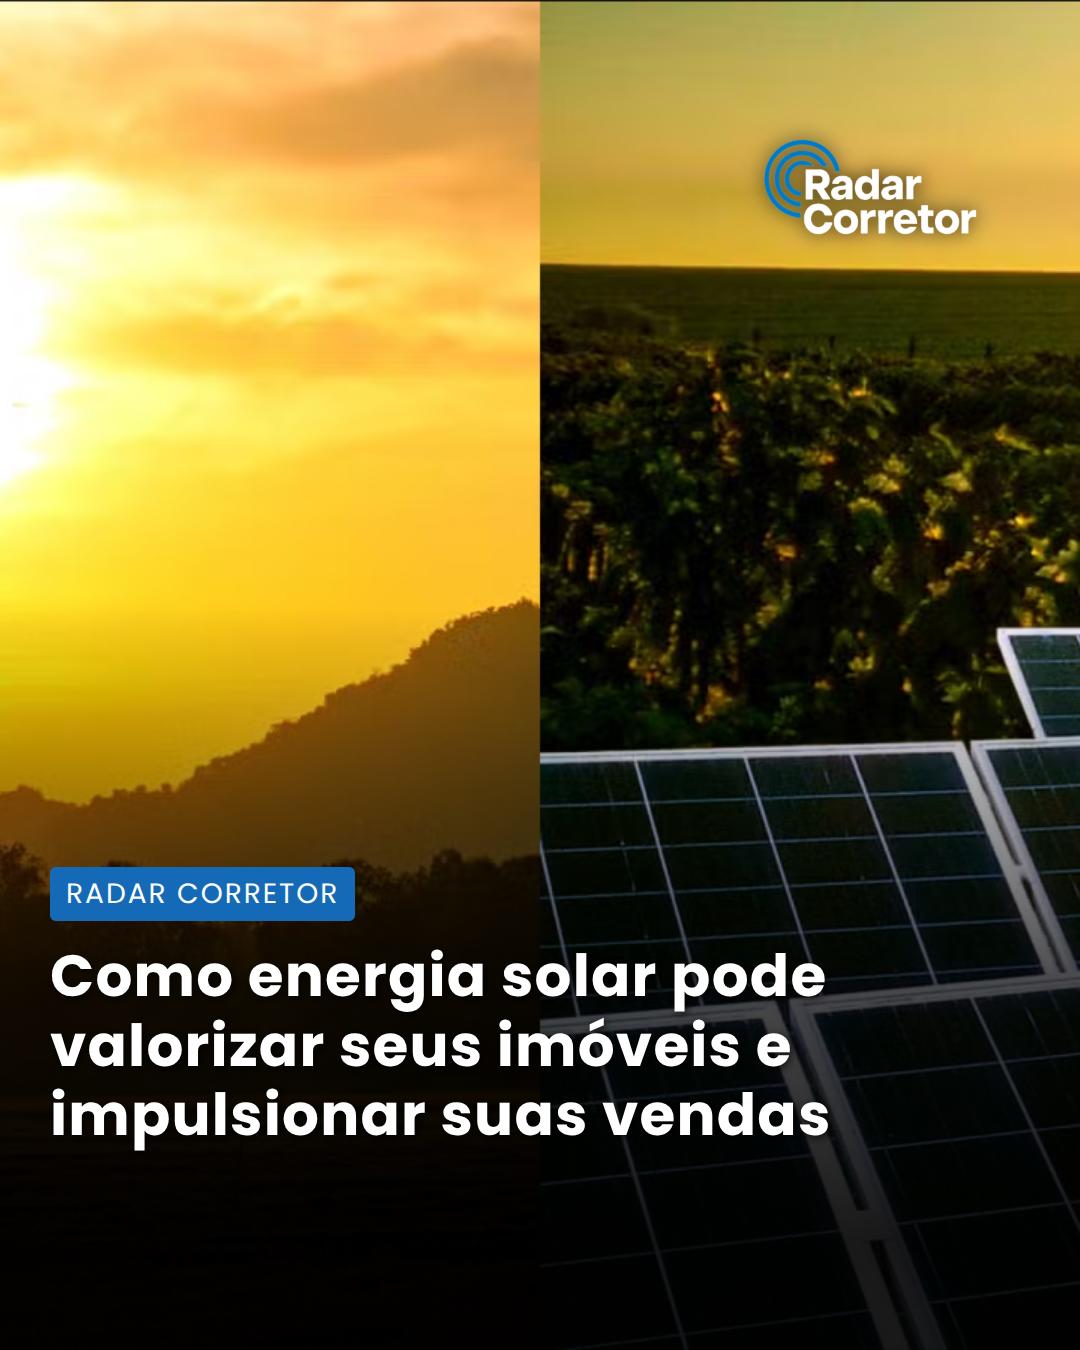 Radar
Corretor
RADAR CORRETOR
Como energia solar pode
valorizar seus imóveis e
impulsionar suas vendas